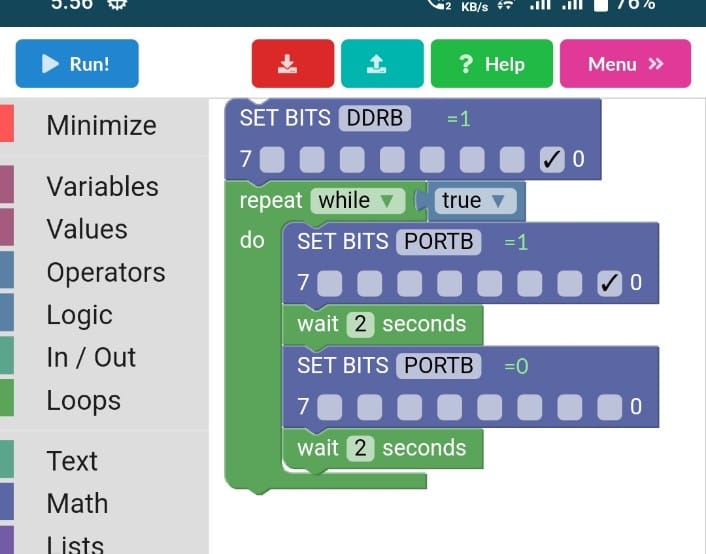 5.56
2 KB/s 76%
Run! Help Menu
Minimize
Variables
Values
Operators
Logic
In / Out
Loops
Text
Math
Lists
SET BITS DDRB =1
7 0
repeat while true
do
SET BITS PORTB =1
7 0
wait 2 seconds
SET BITS PORTB =0
7 0
wait 2 seconds